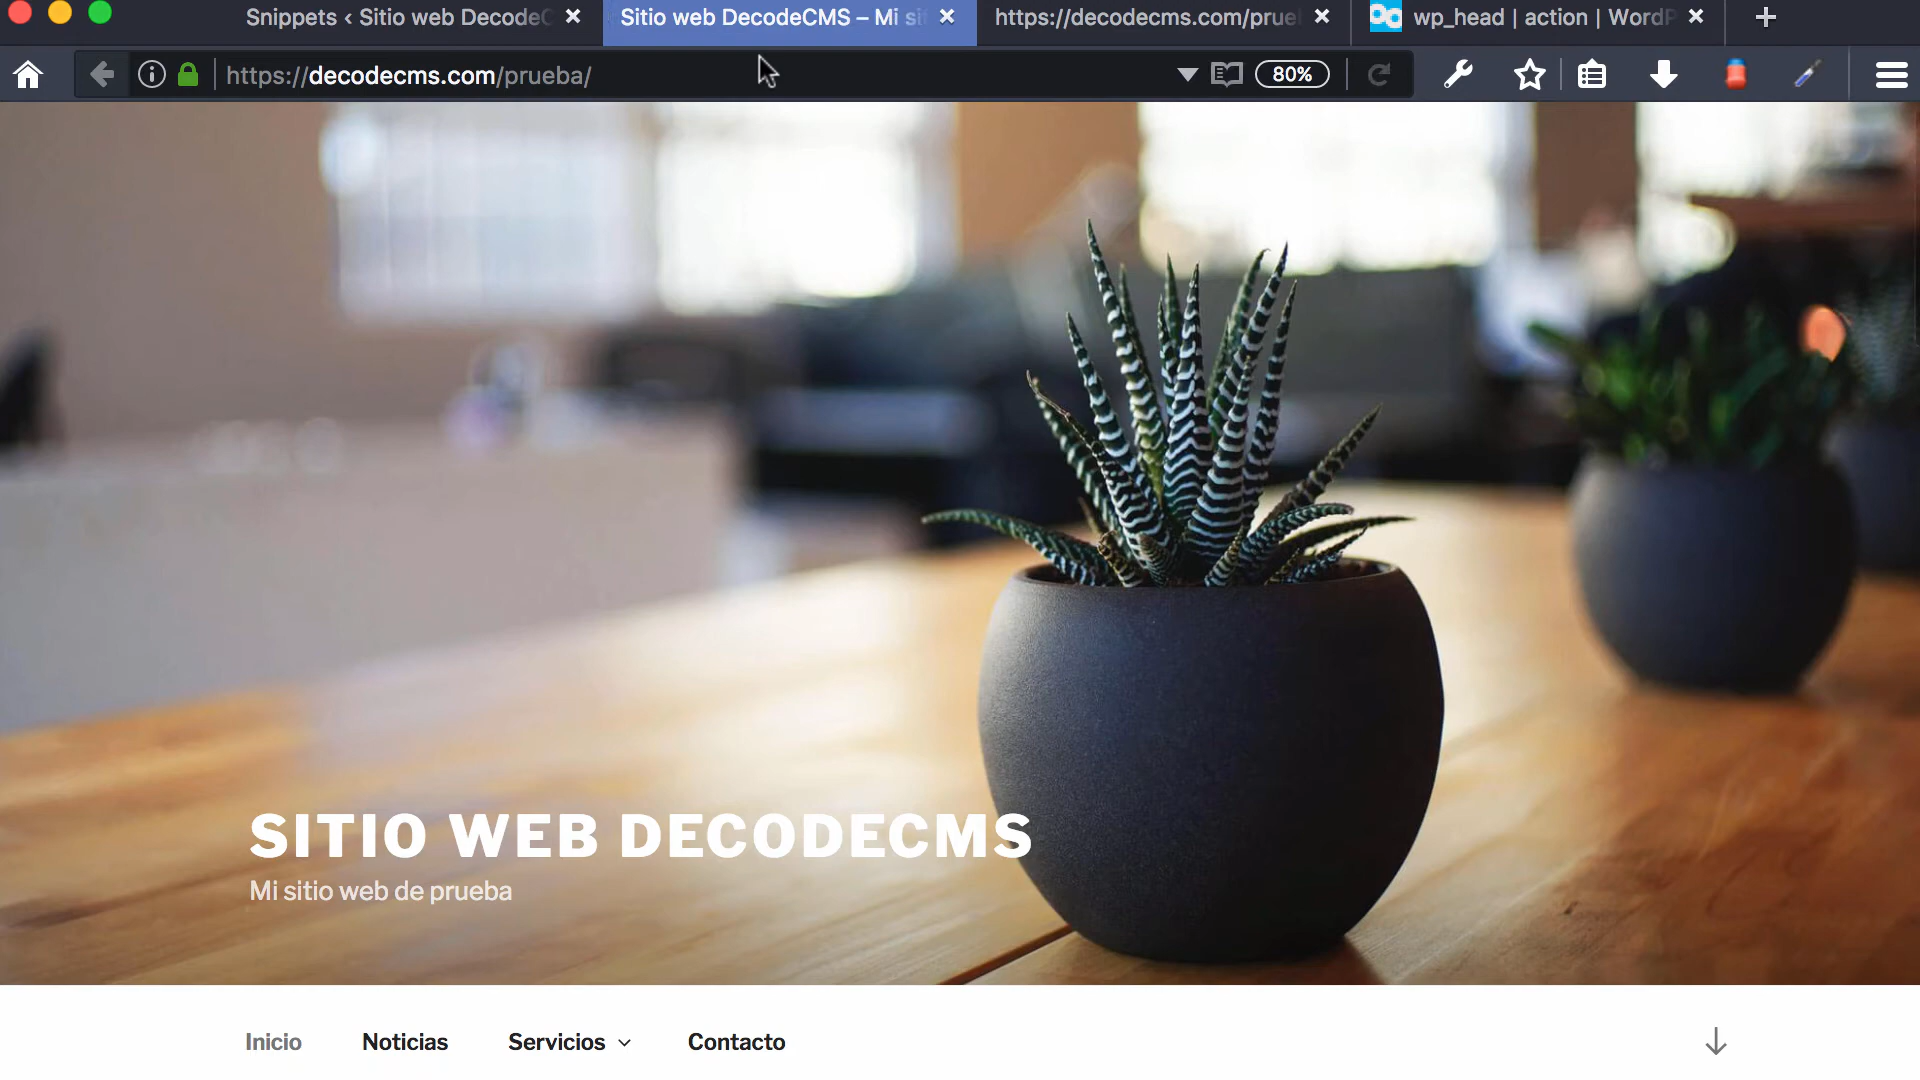 Snippets ‹ Sitio web DecodeC
Sitio web DecodeCMS – Mi si
https://decodecms.com/prue
wp_head | action | WordP
https://decodecms.com/prueba/
80%
SITIO WEB DECODECMS
Mi sitio web de prueba
Inicio
Noticias
Servicios
Contacto